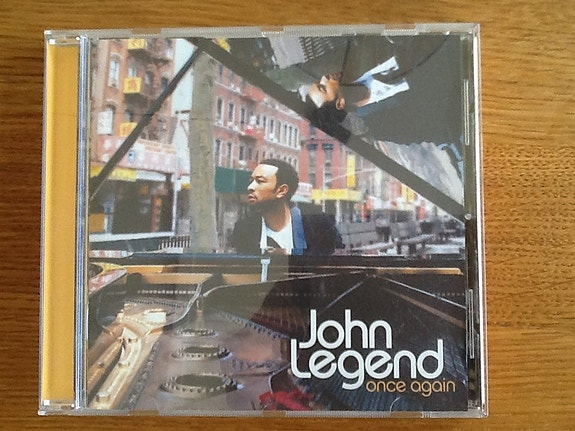 John
Legend
once again